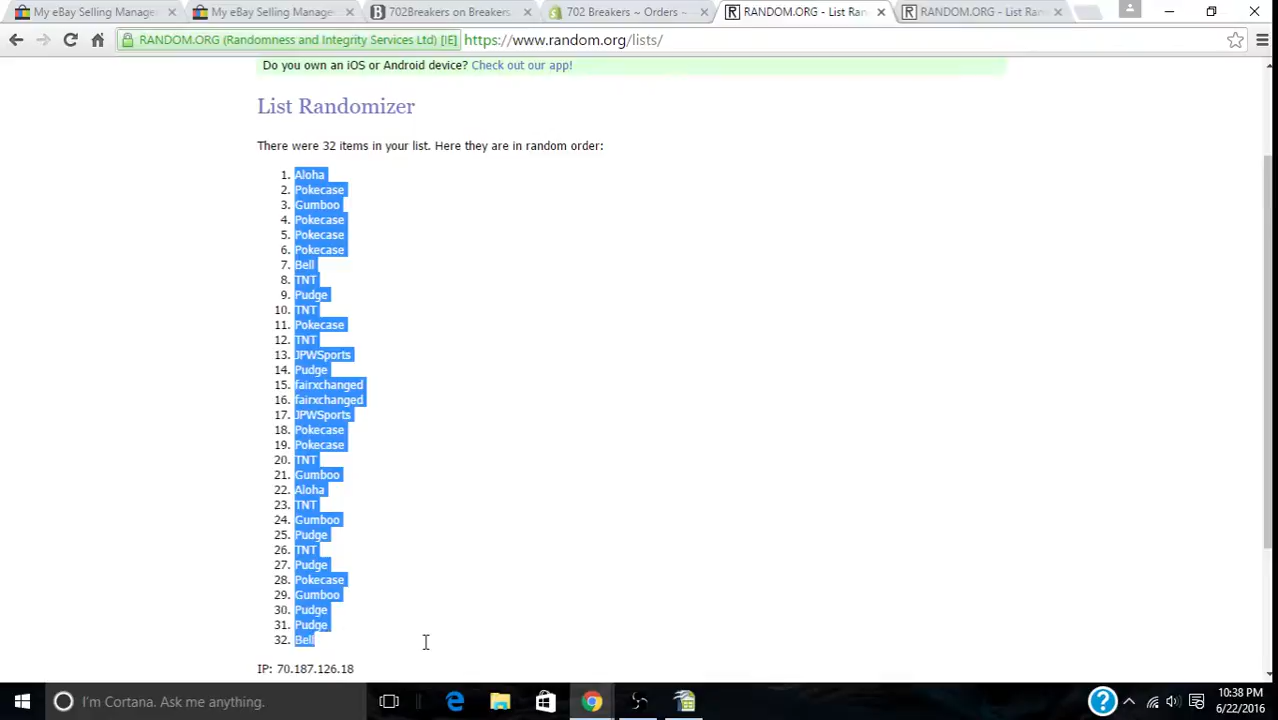 My eBay Selling Manage
My eBay Selling Manage
702Breakers on Breakers
702 Breakers ~ Orders ~
RANDOM.ORG - List Ran
RANDOM.ORG - List Ran
RANDOM.ORG (Randomness and Integrity Services Ltd) [IE]
https://www.random.org/lists/
Do you own an iOS or Android device? Check out our app!
List Randomizer
There were 32 items in your list. Here they are in random order:
1. Aloha
2. Pokecase
3. Gumboo
4. Pokecase
5. Pokecase
6. Pokecase
7. Bell
8. TNT
9. Pudge
10. TNT
11. Pokecase
12. TNT
13. JPWSports
14. Pudge
15. fairxchanged
16. fairxchanged
17. JPWSports
18. Pokecase
19. Pokecase
20. TNT
21. Gumboo
22. Aloha
23. TNT
24. Gumboo
25. Pudge
26. TNT
27. Pudge
28. Pokecase
29. Gumboo
30. Pudge
31. Pudge
32. Bell
IP: 70.187.126.18
I'm Cortana. Ask me anything.
10:38 PM
6/22/2016